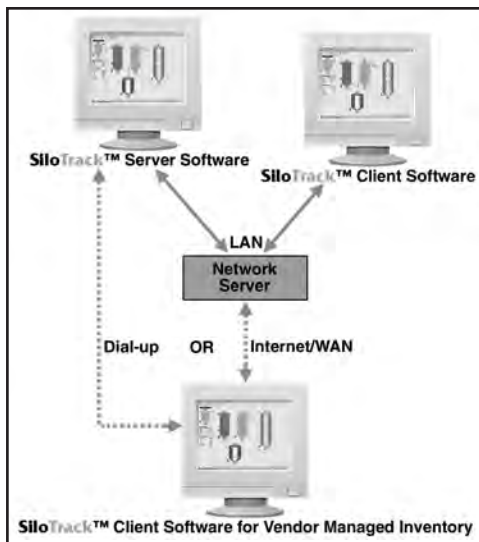 SiloTrack™ Server Software
SiloTrack™ Client Software
LAN
Network
Server
Dial-up OR Internet/WAN
SiloTrack™ Client Software for Vendor Managed Inventory